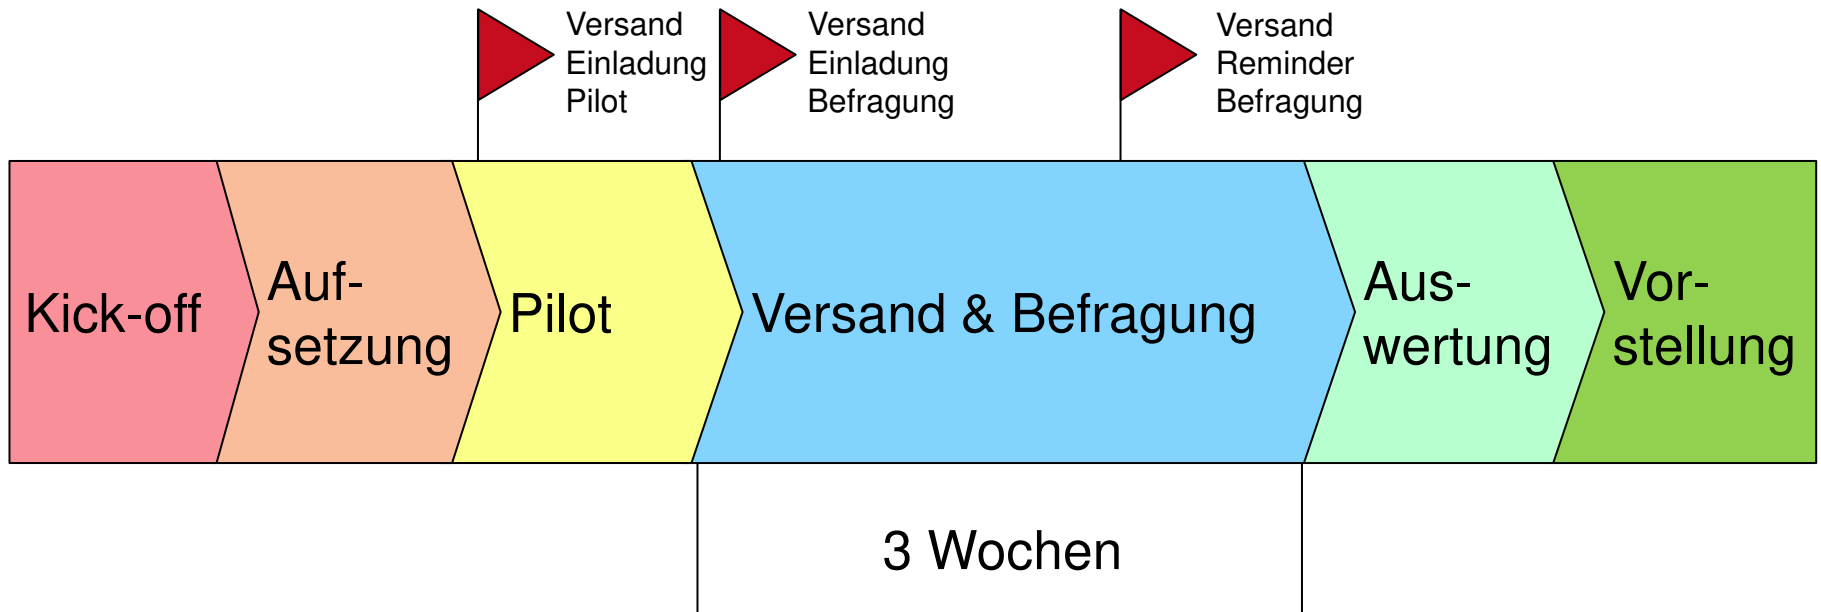 Versand
Einladung
Pilot
Versand
Einladung
Befragung
Versand
Reminder
Befragung
Kick-off
Auf-
setzung
Pilot
Versand & Befragung
Aus-
wertung
Vor-
stellung
3 Wochen